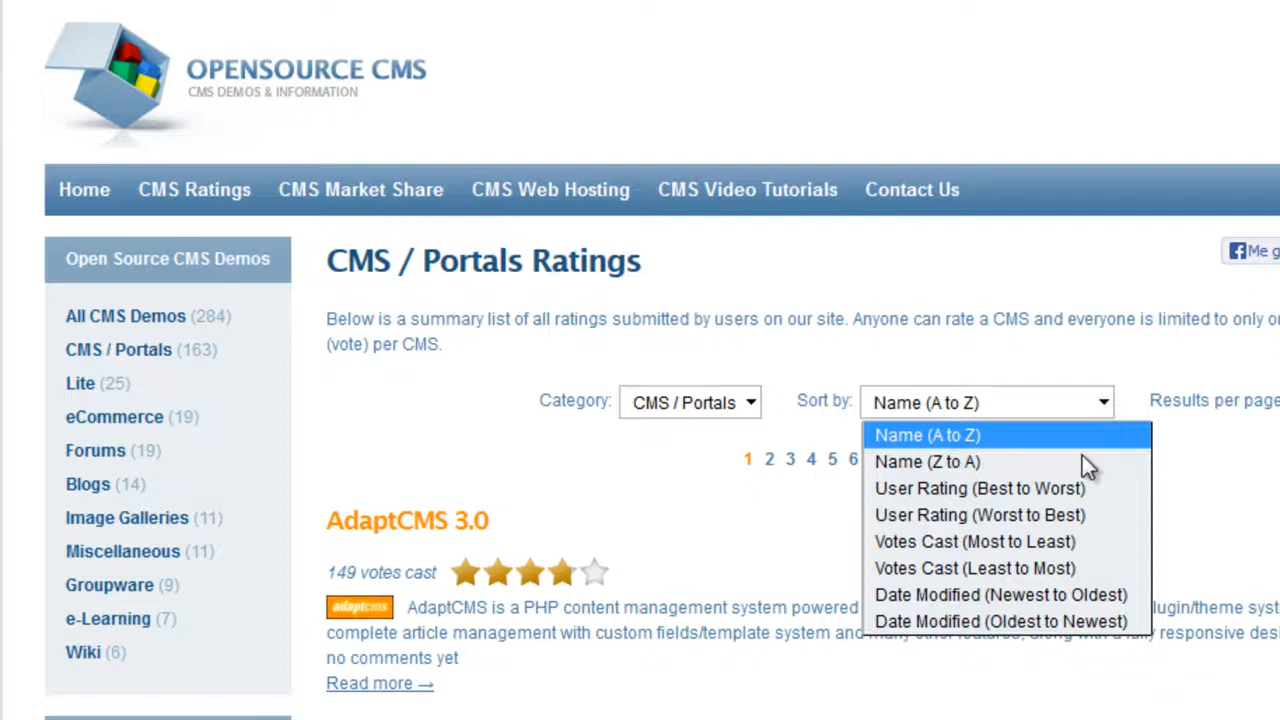 OPENSOURCE CMS
CMS DEMOS & INFORMATION
Home CMS Ratings CMS Market Share CMS Web Hosting CMS Video Tutorials Contact Us
Open Source CMS Demos
All CMS Demos (284)
CMS / Portals (163)
Lite (25)
eCommerce (19)
Forums (19)
Blogs (14)
Image Galleries (11)
Miscellaneous (11)
Groupware (9)
e-Learning (7)
Wiki (6)
CMS / Portals Ratings
Me
Below is a summary list of all ratings submitted by users on our site. Anyone can rate a CMS and everyone is limited to only
(vote) per CMS.
Category: CMS / Portals Sort by: Name (A to Z) Results per page
Name (A to Z)
Name (Z to A)
User Rating (Best to Worst)
User Rating (Worst to Best)
Votes Cast (Most to Least)
Votes Cast (Least to Most)
Date Modified (Newest to Oldest)
Date Modified (Oldest to Newest)
1 2 3 4 5 6
AdaptCMS 3.0
149 votes cast
adaptcms AdaptCMS is a PHP content management system powered
complete article management with custom fields/template system and
no comments yet
Read more →